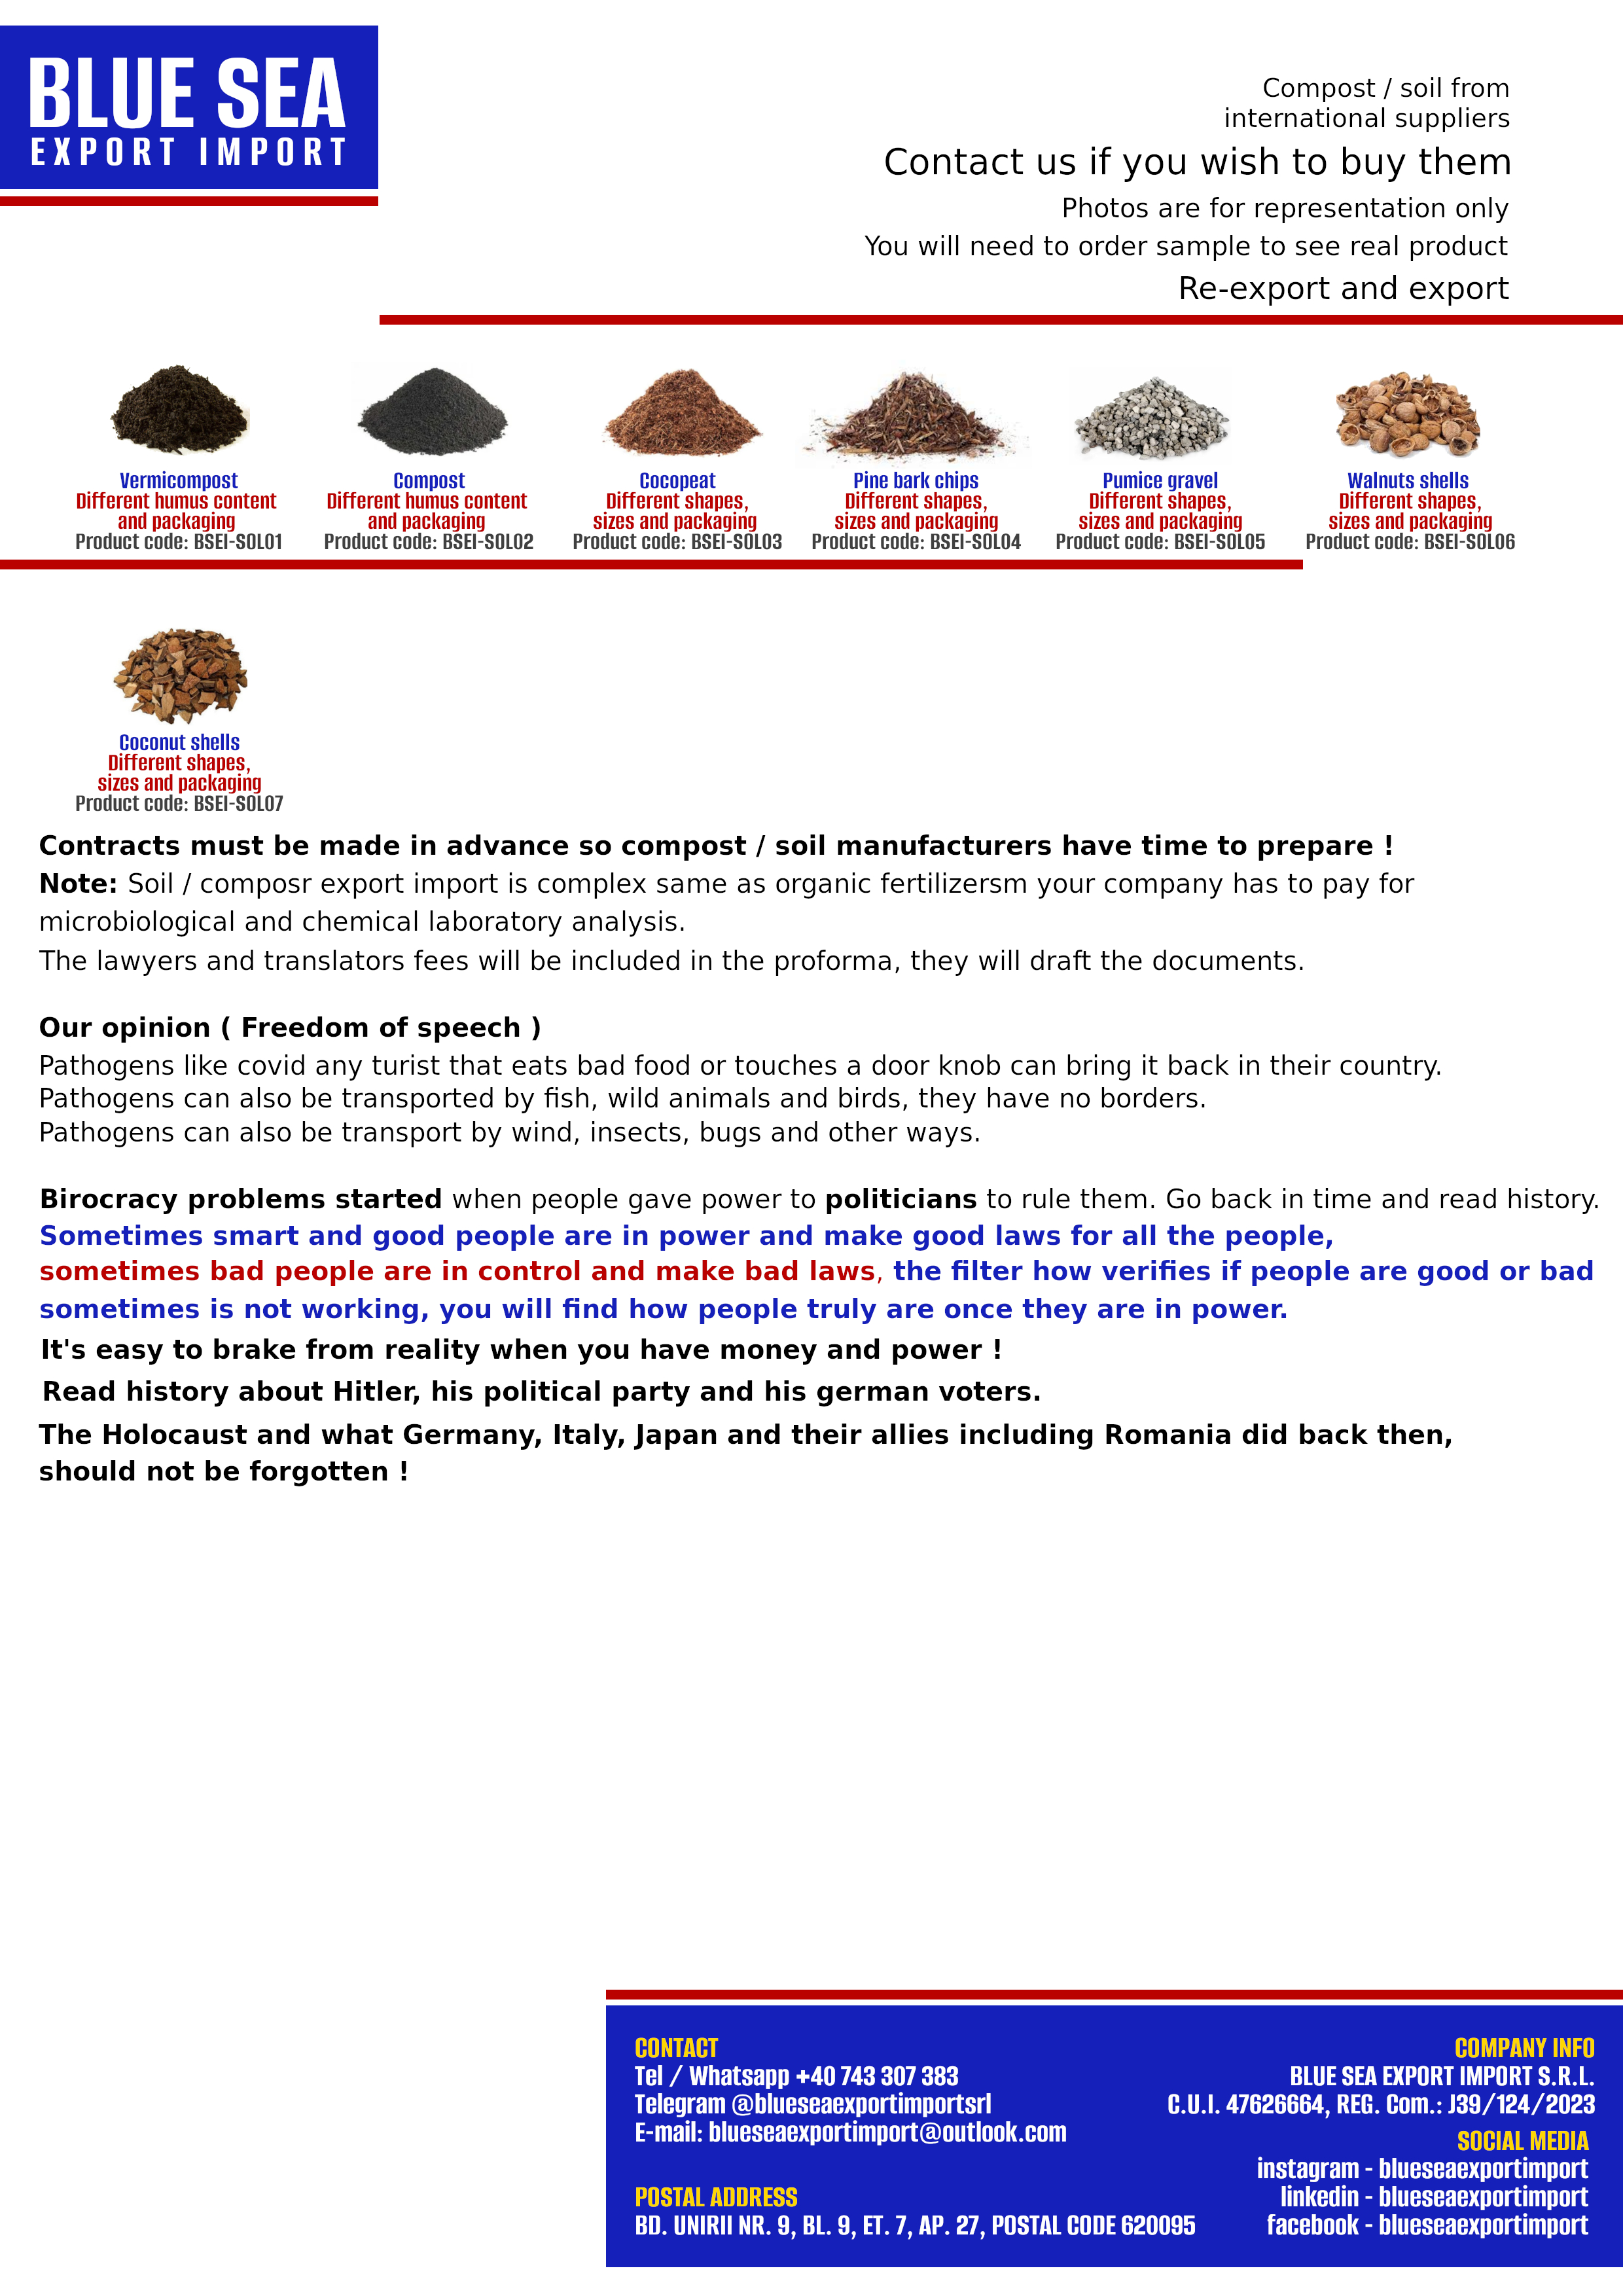 BLUE SEA
EXPORT IMPORT
Compost / soil from
international suppliers
Contact us if you wish to buy them
Photos are for representation only
You will need to order sample to see real product
Re-export and export
Vermicompost
Different humus content
and packaging
Product code: BSEI-SOL01
Compost
Different humus content
and packaging
Product code: BSEI-SOL02
Cocopeat
Different shapes,
sizes and packaging
Product code: BSEI-SOL03
Pine bark chips
Different shapes,
sizes and packaging
Product code: BSEI-SOL04
Pumice gravel
Different shapes,
sizes and packaging
Product code: BSEI-SOL05
Walnuts shells
Different shapes,
sizes and packaging
Product code: BSEI-SOL06
Coconut shells
Different shapes,
sizes and packaging
Product code: BSEI-SOL07
Contracts must be made in advance so compost / soil manufacturers have time to prepare !
Note: Soil / composr export import is complex same as organic fertilizersm your company has to pay for
microbiological and chemical laboratory analysis.
The lawyers and translators fees will be included in the proforma, they will draft the documents.
Our opinion ( Freedom of speech )
Pathogens like covid any turist that eats bad food or touches a door knob can bring it back in their country.
Pathogens can also be transported by fish, wild animals and birds, they have no borders.
Pathogens can also be transport by wind, insects, bugs and other ways.
Birocracy problems started when people gave power to politicians to rule them. Go back in time and read history.
Sometimes smart and good people are in power and make good laws for all the people,
sometimes bad people are in control and make bad laws, the filter how verifies if people are good or bad
sometimes is not working, you will find how people truly are once they are in power.
It's easy to brake from reality when you have money and power !
Read history about Hitler, his political party and his german voters.
The Holocaust and what Germany, Italy, Japan and their allies including Romania did back then,
should not be forgotten !
CONTACT
Tel / Whatsapp +40 743 307 383
Telegram @blueseaexportimportsrl
E-mail: blueseaexportimport@outlook.com
POSTAL ADDRESS
BD. UNIRII NR. 9, BL. 9, ET. 7, AP. 27, POSTAL CODE 620095
COMPANY INFO
BLUE SEA EXPORT IMPORT S.R.L.
C.U.I. 47626664, REG. Com.: J39/124/2023
SOCIAL MEDIA
instagram - blueseaexportimport
linkedin - blueseaexportimport
facebook - blueseaexportimport